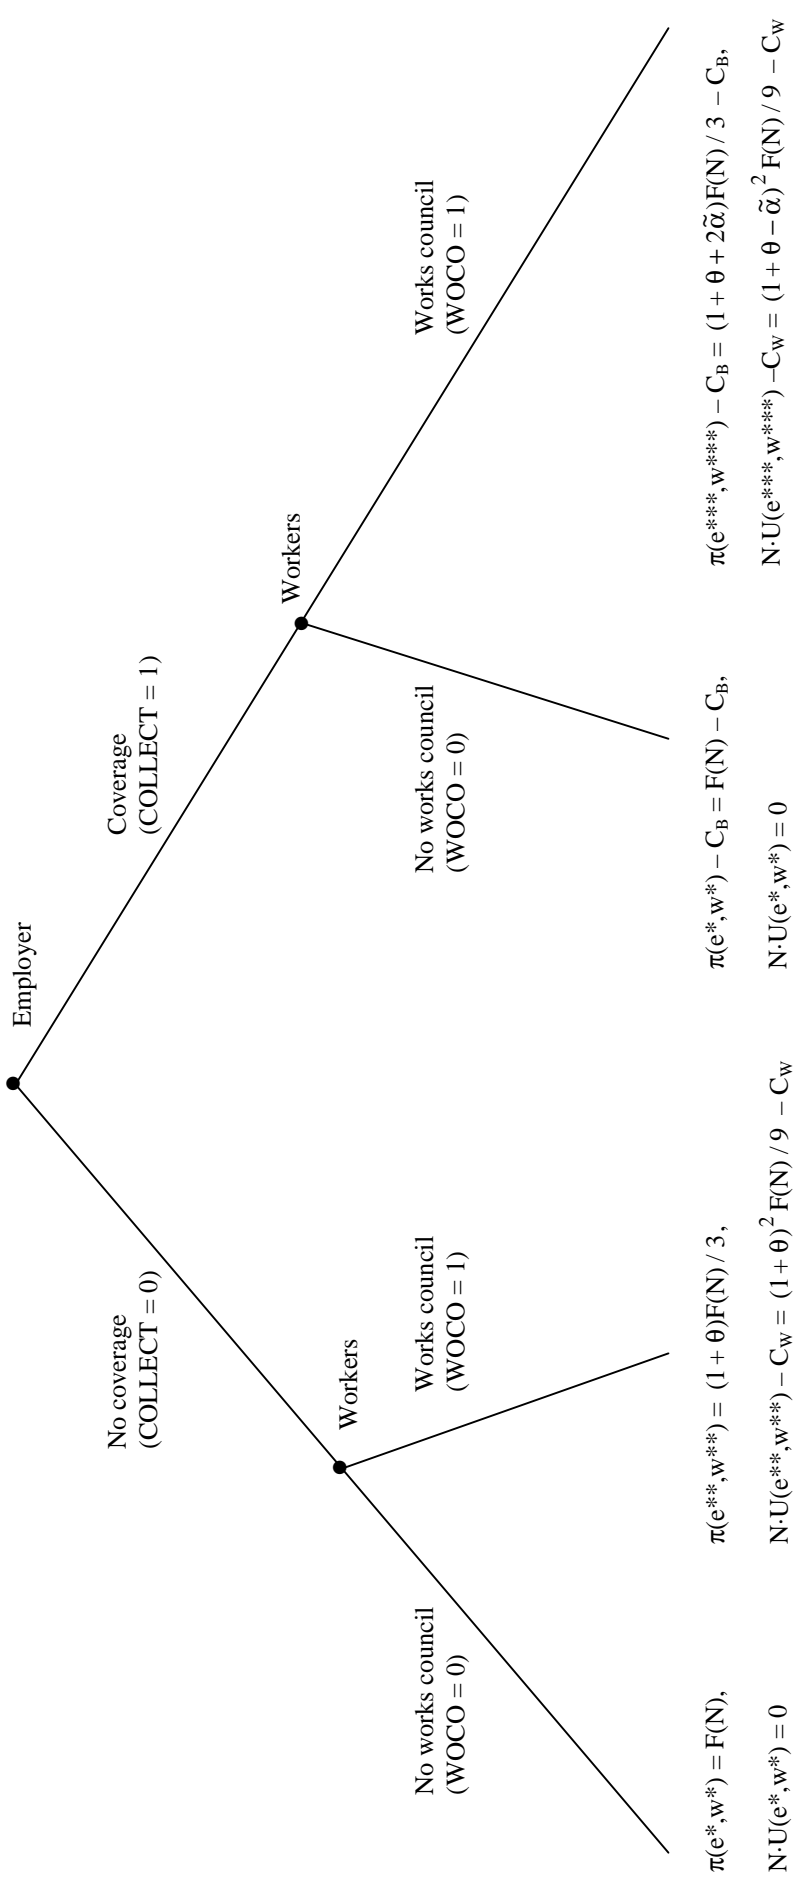 Employer
No coverage
(COLLECT = 0)
Coverage
(COLLECT = 1)
Workers
Workers
No works council
(WOCO = 0)
Works council
(WOCO = 1)
No works council
(WOCO = 0)
Works council
(WOCO = 1)
π(e*,w*) = F(N),
N·U(e*,w*) = 0
π(e**,w**) = (1 + θ)F(N) / 3,
N·U(e**,w**) – C_W = (1 + θ)² F(N) / 9 – C_W
π(e*,w*) – C_B = F(N) – C_B,
N·U(e*,w*) = 0
π(e***,w***) – C_B = (1 + θ + 2α̃)F(N) / 3 – C_B,
N·U(e***,w***) –C_W = (1 + θ – α̃)² F(N) / 9 – C_W